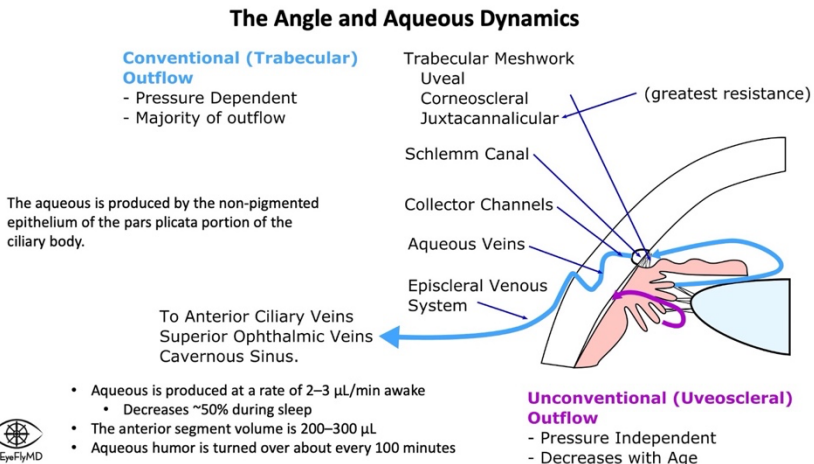 The Angle and Aqueous Dynamics
Conventional (Trabecular)
Outflow
- Pressure Dependent
- Majority of outflow
Trabecular Meshwork
Uveal
Corneoscleral
Juxtacannalicular
(greatest resistance)
Schlemm Canal
Collector Channels
Aqueous Veins
Episcleral Venous
System
The aqueous is produced by the non-pigmented
epithelium of the pars plicata portion of the
ciliary body.
To Anterior Ciliary Veins
Superior Ophthalmic Veins
Cavernous Sinus.
• Aqueous is produced at a rate of 2–3 µL/min awake
• Decreases ~50% during sleep
• The anterior segment volume is 200–300 µL
• Aqueous humor is turned over about every 100 minutes
Unconventional (Uveoscleral)
Outflow
- Pressure Independent
- Decreases with Age
EyeFlyMD